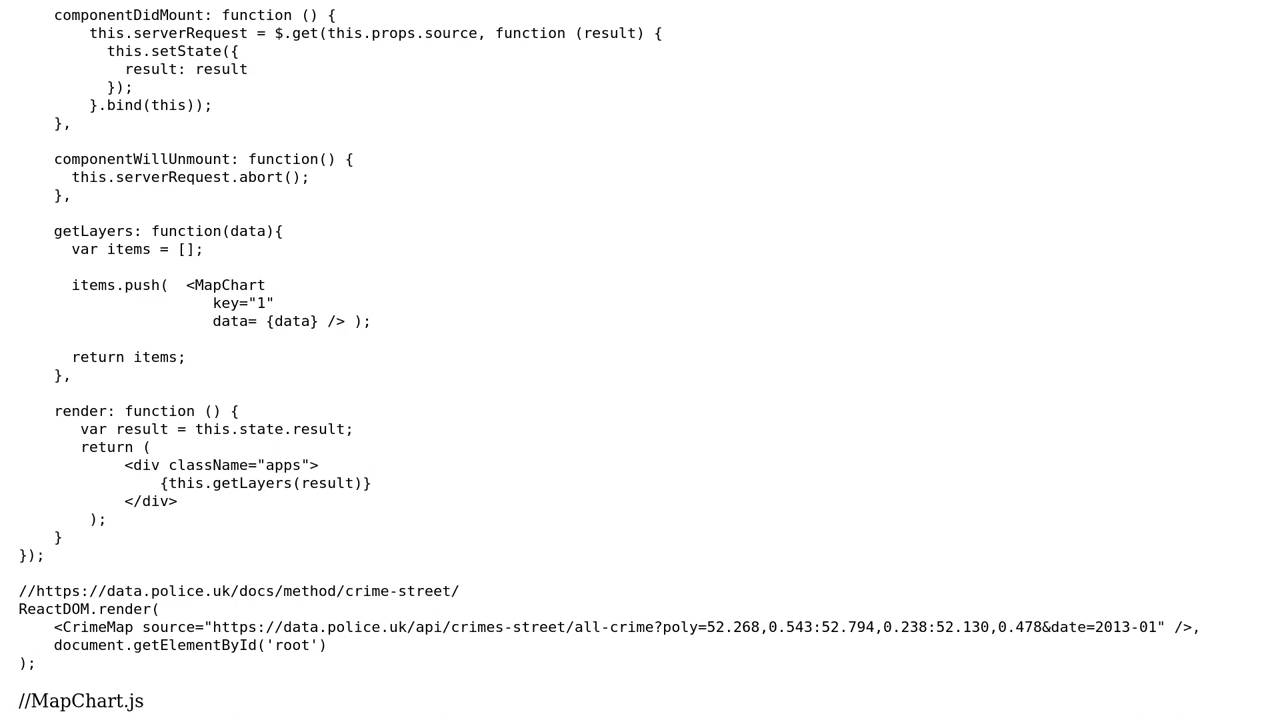 componentDidMount: function () {
this.serverRequest = $.get(this.props.source, function (result) {
this.setState({
result: result
});
}.bind(this));
},
componentWillUnmount: function() {
this.serverRequest.abort();
},
getLayers: function(data){
var items = [];
items.push(  <MapChart
key="1"
data= {data} /> );
return items;
},
render: function () {
var result = this.state.result;
return (
<div className="apps">
{this.getLayers(result)}
</div>
);
}
});
//https://data.police.uk/docs/method/crime-street/
ReactDOM.render(
<CrimeMap source="https://data.police.uk/api/crimes-street/all-crime?poly=52.268,0.543:52.794,0.238:52.130,0.478&date=2013-01" />,
document.getElementById('root')
);
//MapChart.js